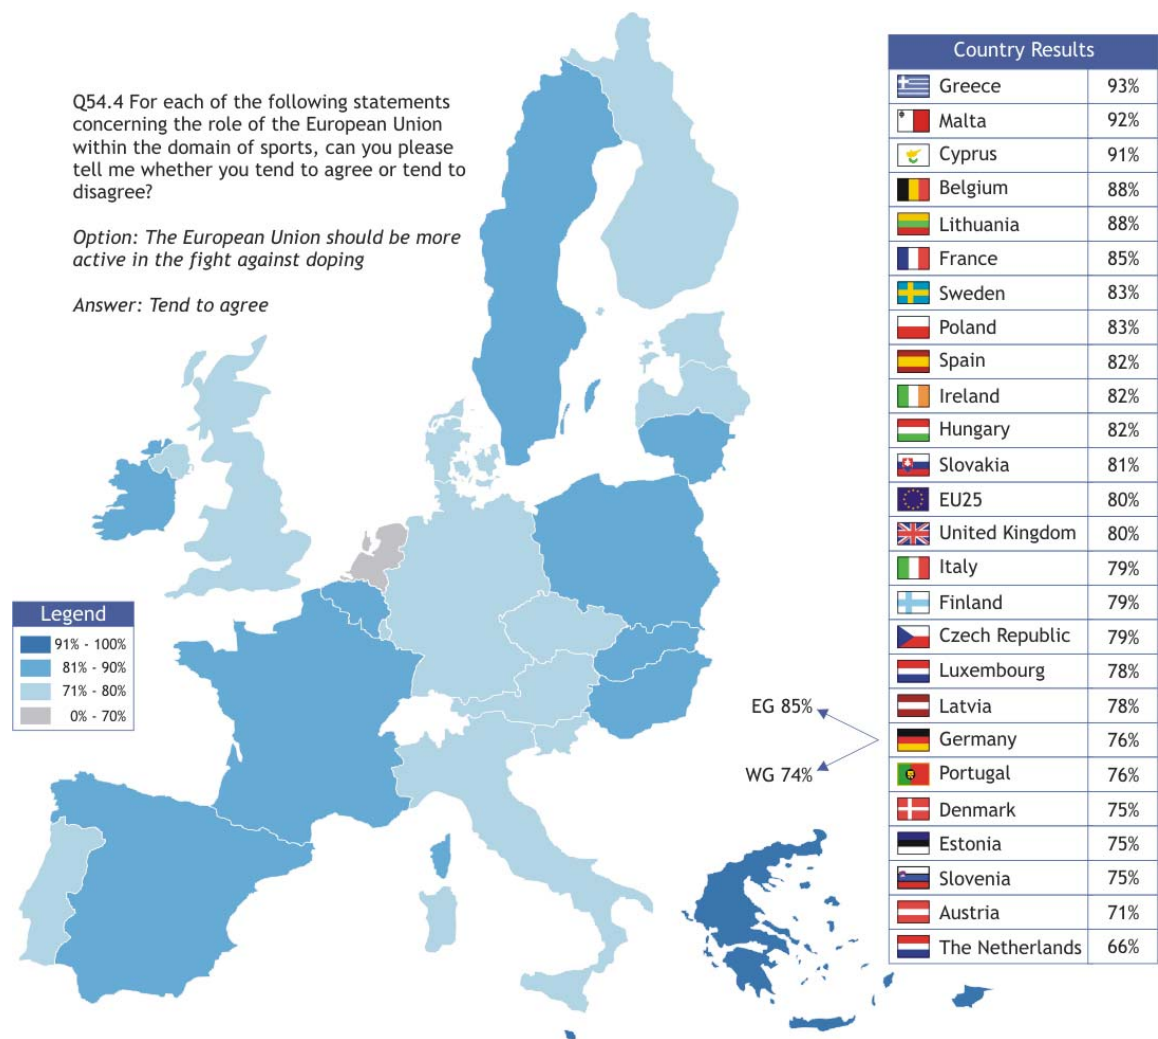 Q54.4 For each of the following statements
concerning the role of the European Union
within the domain of sports, can you please
tell me whether you tend to agree or tend to
disagree?
Option: The European Union should be more
active in the fight against doping
Answer: Tend to agree
Legend
91% - 100%
81% - 90%
71% - 80%
0% - 70%
EG 85%
WG 74%
Country Results
Greece 93%
Malta 92%
Cyprus 91%
Belgium 88%
Lithuania 88%
France 85%
Sweden 83%
Poland 83%
Spain 82%
Ireland 82%
Hungary 82%
Slovakia 81%
EU25 80%
United Kingdom 80%
Italy 79%
Finland 79%
Czech Republic 79%
Luxembourg 78%
Latvia 78%
Germany 76%
Portugal 76%
Denmark 75%
Estonia 75%
Slovenia 75%
Austria 71%
The Netherlands 66%